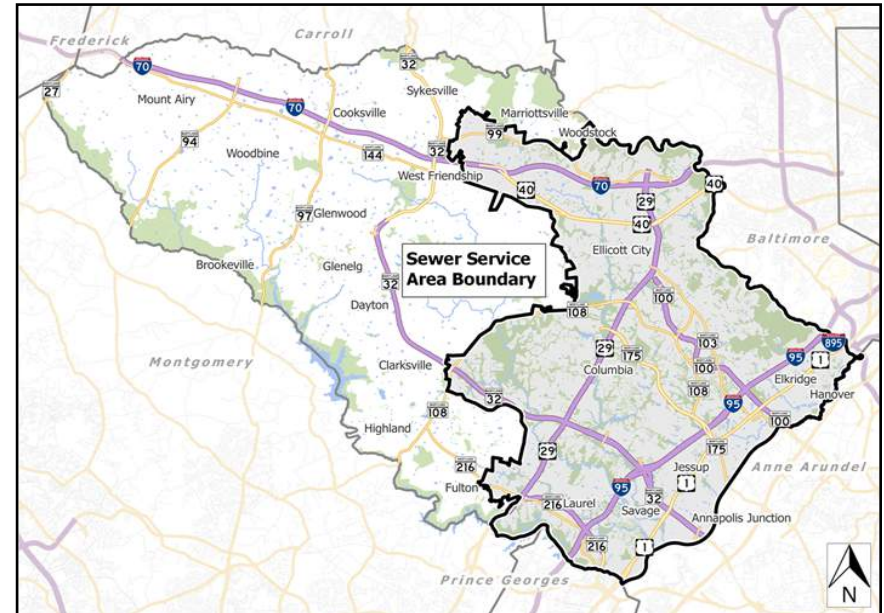 Frederick
Carroll
70
32
27
Mount Airy
Sykesville
70
Cooksville
Marriottsville
99
Woodstock
94
Woodbine
144
32
West Friendship
40
70
40
29
97
Glenwood
40
Baltimore
Ellicott City
Sewer Service
Area Boundary
Brookeville
Glenelg
32
Dayton
100
108
103
895
Montgomery
29
175
95
1
Columbia
100
Clarksville
108
Elkridge
Hanover
32
95
108
100
Highland
29
175
Anne Arundel
216
Jessup
Fulton
95
1
32
216
Laurel
Savage
Annapolis Junction
216
1
Prince Georges
N